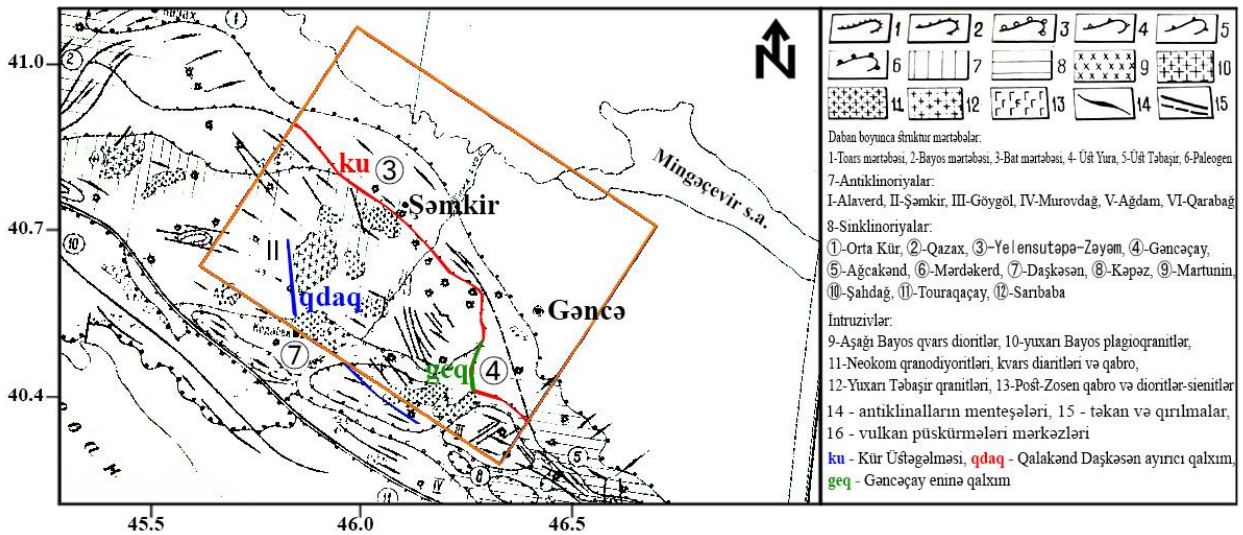 41.0
40.7
40.4
45.5
46.0
46.5
N
1
2
3
ku
Şəmkir
Mingəçevir s.a.
II
qdaq
Gəncə
7
geq
4
10
8
5
11
IV
1 2 3 4 5
6 7 8 9 10
11 12 13 14 15
Daban boyunca struktur mərtəbələr:
1-Toars mərtəbəsi, 2-Bayos mərtəbəsi, 3-Bat mərtəbəsi, 4- Üst Yura, 5-Üst Təbaşir, 6-Paleogen
7-Antiklinoriyalar:
I-Alaverd, II-Şəmkir, III-Göygöl, IV-Murovdağ, V-Ağdam, VI-Qarabağ
8-Sinklinoriyalar:
①-Orta Kür, ②-Qazax, ③-Yelensutəpə-Zəyəm, ④-Gəncəçay,
⑤-Ağcakənd, ⑥-Mərdəkerd, ⑦-Daşkəsən, ⑧-Kəpəz, ⑨-Martunin,
⑩-Şahdağ, ⑪-Touraqaçay, ⑫-Sarıbaba
İntruzivlər:
9-Aşağı Bayos qvars dioritlər, 10-yuxarı Bayos plagioqranitlər,
11-Neokom qranodiyoritləri, kvars diaritləri və qabro,
12-Yuxarı Təbaşir qranitləri, 13-Post-Zosen qabro və dioritlər-sienitlər
14 - antiklinalların menteşələri, 15 - təkan və qırılmalar,
16 - vulkan püskürmələri mərkəzləri
ku - Kür Üstəgəlməsi, qdaq - Qalakənd Daşkəsən ayırıcı qalxım,
geq - Gəncəçay eninə qalxım